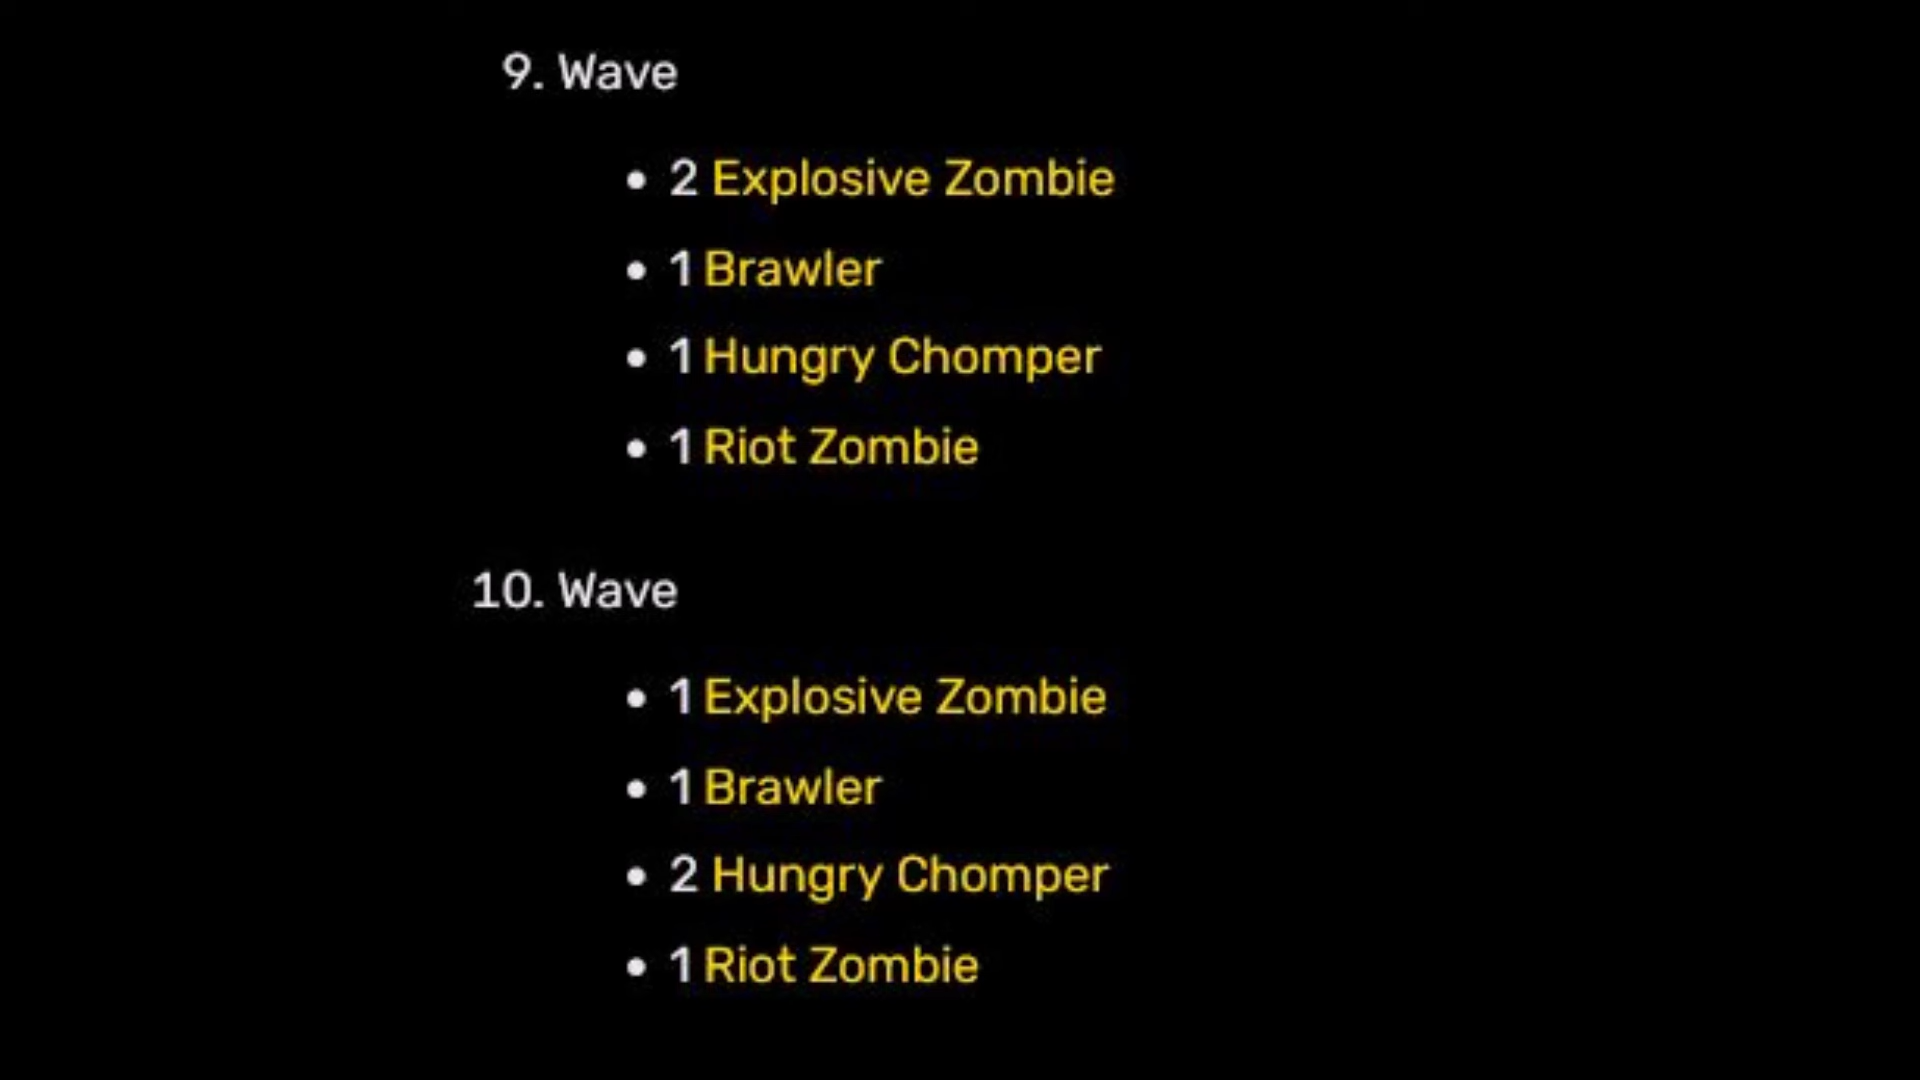 9. Wave
• 2 Explosive Zombie
• 1 Brawler
• 1 Hungry Chomper
• 1 Riot Zombie
10. Wave
• 1 Explosive Zombie
• 1 Brawler
• 2 Hungry Chomper
• 1 Riot Zombie